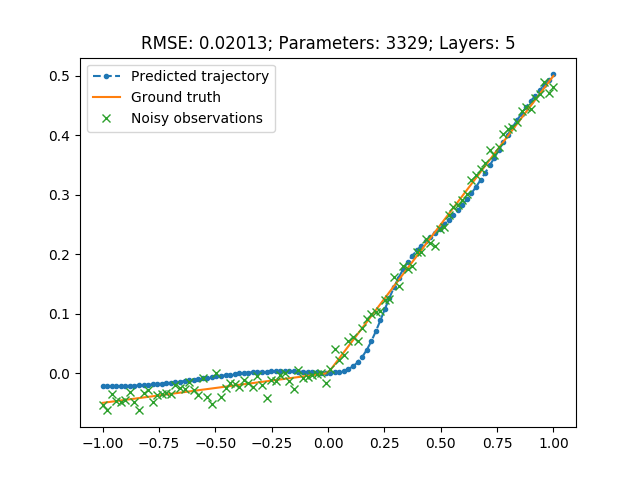 RMSE: 0.02013; Parameters: 3329; Layers: 5
Predicted trajectory
Ground truth
Noisy observations
0.5
0.4
0.3
0.2
0.1
0.0
−1.00 −0.75 −0.50 −0.25 0.00 0.25 0.50 0.75 1.00